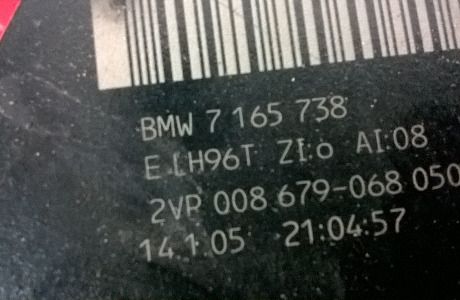 BMW 7 165 738
E LH96T ZI:0 AI:08
2VP 008 679-068 050
14.1.05 21:04:57